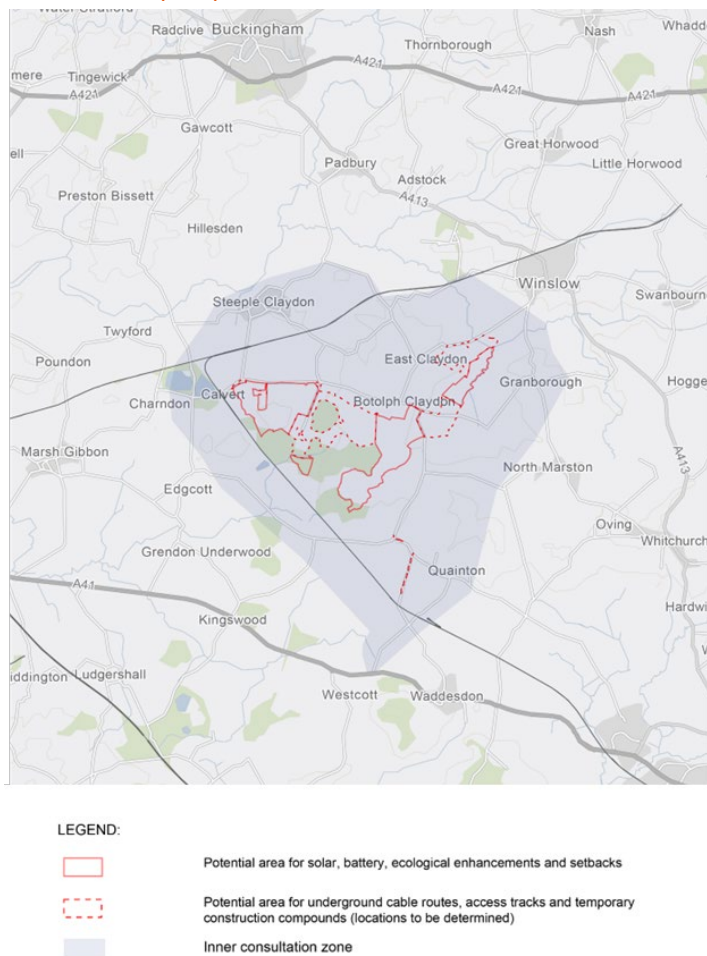 Radclive
Buckingham
Nash
Thornborough
mere
Tingewick
A421
A421
A421
Gawcott
Great Horwood
Padbury
Little Horwood
Adstock
Preston Bissett
A413
Hillesden
Winslow
Steeple Claydon
Swanbourn
Twyford
East Claydon
Poundon
Granborough
Calvert
Botolph Claydon
Charndon
Marsh Gibbon
A413
North Marston
Edgcott
Oving
Whitchurch
Grendon Underwood
Quainton
A41
Kingswood
Ludgershall
Westcott
Waddesdon
LEGEND:
Potential area for solar, battery, ecological enhancements and setbacks
Potential area for underground cable routes, access tracks and temporary
construction compounds (locations to be determined)
Inner consultation zone